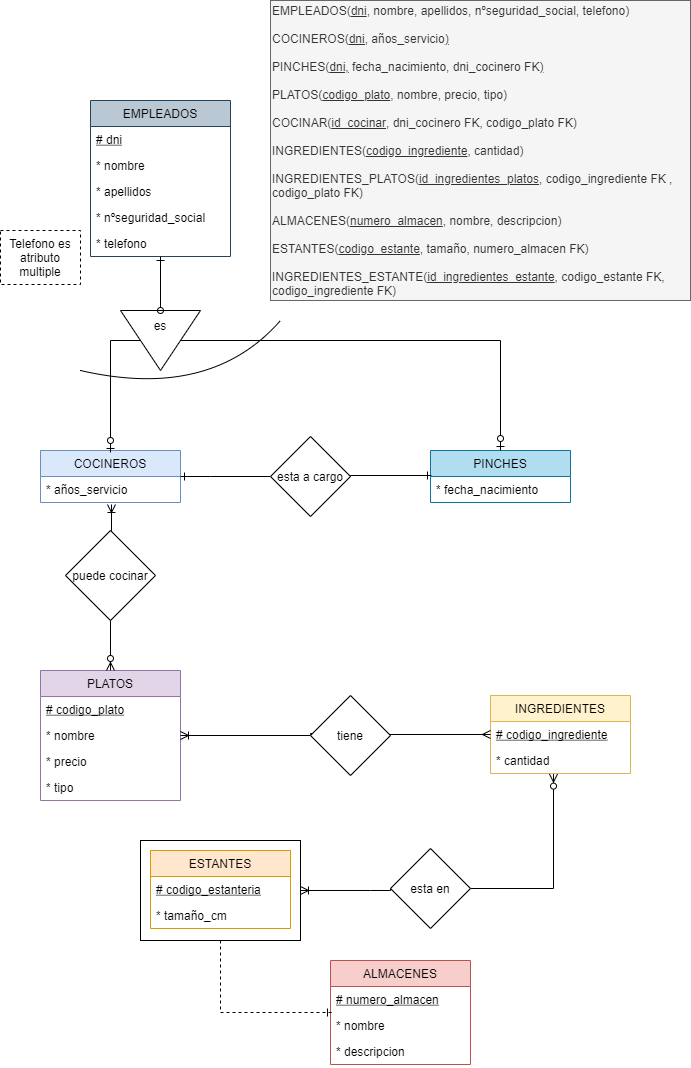 EMPLEADOS(dni, nombre, apellidos, nºseguridad_social, telefono)
COCINEROS(dni, años_servicio)
PINCHES(dni, fecha_nacimiento, dni_cocinero FK)
PLATOS(codigo_plato, nombre, precio, tipo)
COCINAR(id_cocinar, dni_cocinero FK, codigo_plato FK)
INGREDIENTES(codigo_ingrediente, cantidad)
INGREDIENTES_PLATOS(id_ingredientes_platos, codigo_ingrediente FK ,
codigo_plato FK)
ALMACENES(numero_almacen, nombre, descripcion)
ESTANTES(codigo_estante, tamaño, numero_almacen FK)
INGREDIENTES_ESTANTE(id_ingredientes_estante, codigo_estante FK,
codigo_ingrediente FK)
EMPLEADOS
# dni
* nombre
* apellidos
* nºseguridad_social
* telefono
Telefono es
atributo
multiple
es
COCINEROS
* años_servicio
esta a cargo
PINCHES
* fecha_nacimiento
puede cocinar
PLATOS
# codigo_plato
* nombre
* precio
* tipo
tiene
INGREDIENTES
# codigo_ingrediente
* cantidad
ESTANTES
# codigo_estanteria
* tamaño_cm
esta en
ALMACENES
# numero_almacen
* nombre
* descripcion